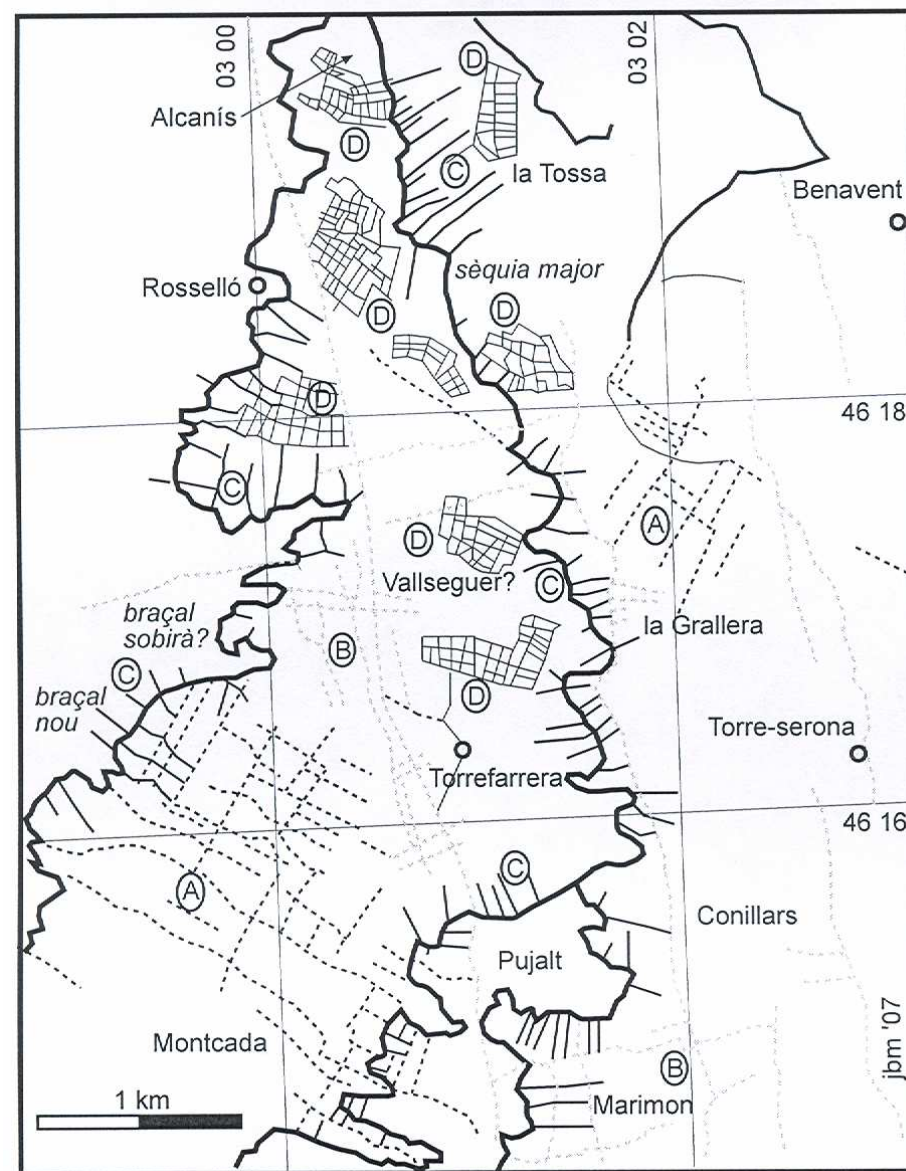 03 00
03 02
D
Alcanís
D
C
la Tossa
Benavent
sèquia major
Rosselló
D
D
D
46 18
C
A
D
Vallseguer?
C
braçal
sobirà?
B
la Grallera
C
braçal
nou
D
Torre-serona
Torrefarrera
46 16
C
A
Conillars
Pujalt
Montcada
B
jbm '07
1 km
Marimon